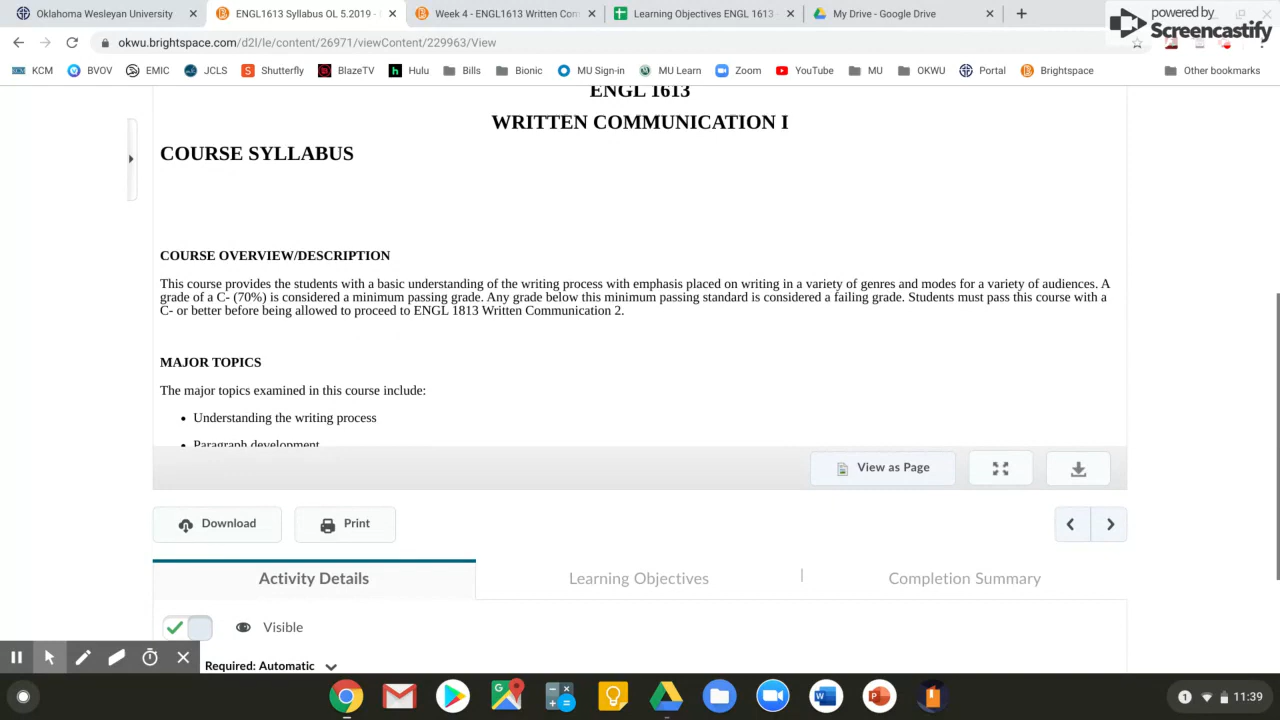 powered by
Screencastify
Oklahoma Wesleyan University
ENGL1613 Syllabus OL 5.2019 -
Week 4 - ENGL1613 Written Com
Learning Objectives ENGL 1613-
My Drive - Google Drive
okwu.brightspace.com/d2l/le/content/26971/viewContent/229963/View
KCM
BVOV
EMIC
JCLS
Shutterfly
BlazeTV
Hulu
Bills
Bionic
MU Sign-in
MU Learn
Zoom
YouTube
MU
OKWU
Portal
Brightspace
Other bookmarks
ENGL 1613
WRITTEN COMMUNICATION I
COURSE SYLLABUS
COURSE OVERVIEW/DESCRIPTION
This course provides the students with a basic understanding of the writing process with emphasis placed on writing in a variety of genres and modes for a variety of audiences. A
grade of a C- (70%) is considered a minimum passing grade. Any grade below this minimum passing standard is considered a failing grade. Students must pass this course with a
C- or better before being allowed to proceed to ENGL 1813 Written Communication 2.
MAJOR TOPICS
The major topics examined in this course include:
• Understanding the writing process
• Paragraph development
View as Page
Download
Print
Activity Details
Learning Objectives
Completion Summary
Visible
Required: Automatic
1
11:39